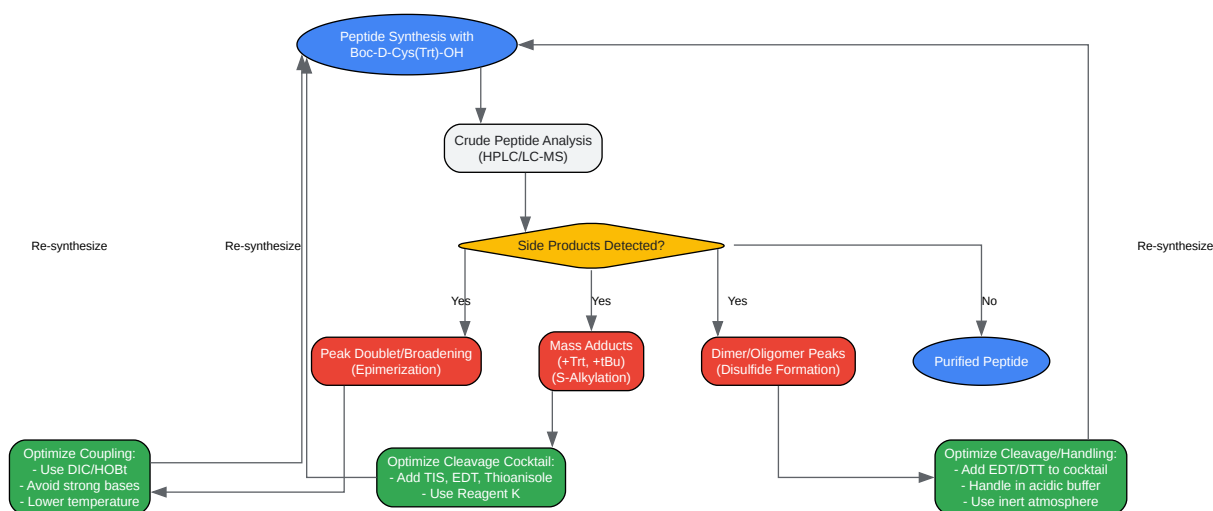 Peptide Synthesis with
Boc-D-Cys(Trt)-OH
Crude Peptide Analysis
(HPLC/LC-MS)
Re-synthesize
Re-synthesize
Side Products Detected?
Re-synthesize
Yes
Yes
Yes
No
Peak Doublet/Broadening
(Epimerization)
Mass Adducts
(+Trt, +tBu)
(S-Alkylation)
Dimer/Oligomer Peaks
(Disulfide Formation)
Purified Peptide
Optimize Coupling:
- Use DIC/HOBt
- Avoid strong bases
- Lower temperature
Optimize Cleavage Cocktail:
- Add TIS, EDT, Thioanisole
- Use Reagent K
Optimize Cleavage/Handling:
- Add EDT/DTT to cocktail
- Handle in acidic buffer
- Use inert atmosphere